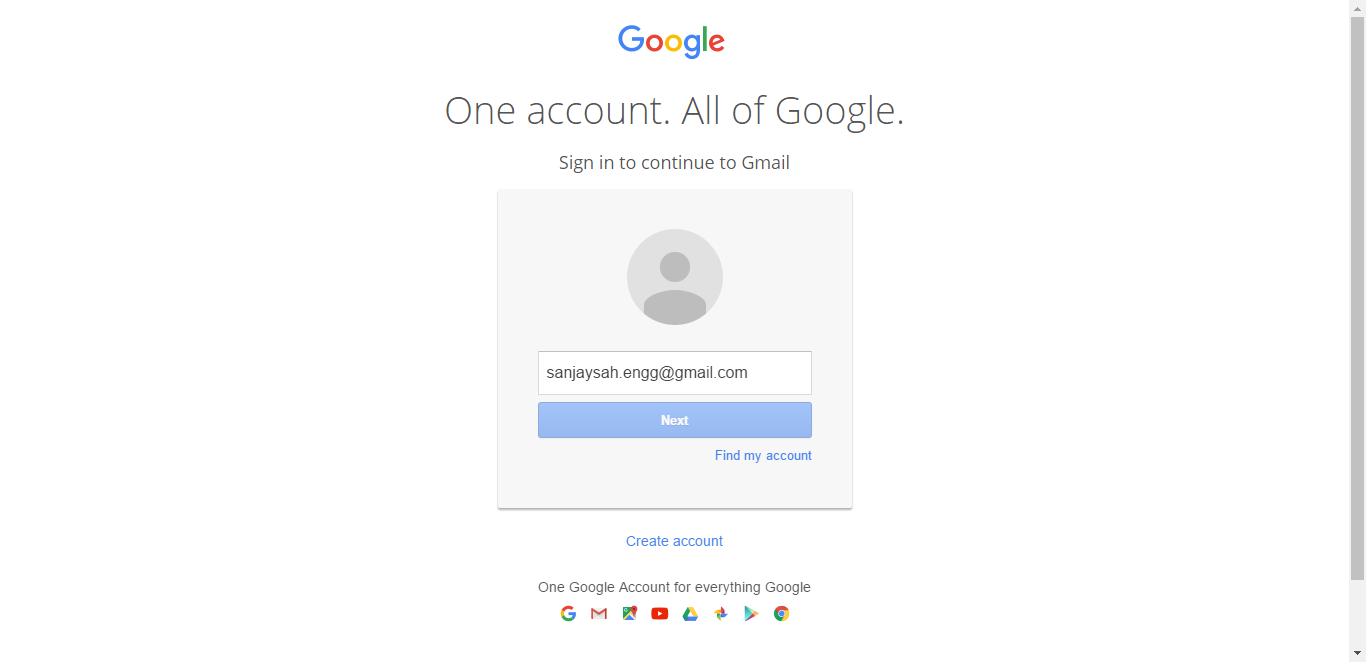 Google
One account. All of Google.
Sign in to continue to Gmail
sanjaysah.engg@gmail.com
Next
Find my account
Create account
One Google Account for everything Google